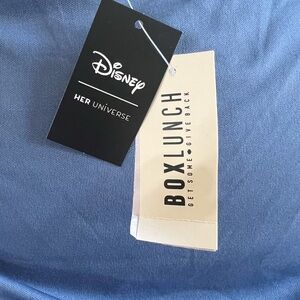 Disney
HER UNIVERSE
BOXLUNCH
GET SOME GIVE BACK